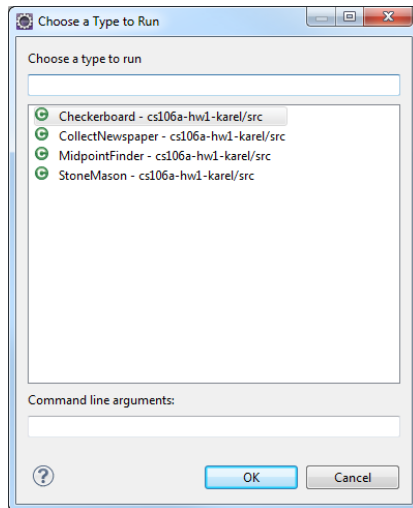 Choose a Type to Run
Choose a type to run
Checkerboard - cs106a-hw1-karel/src
CollectNewspaper - cs106a-hw1-karel/src
MidpointFinder - cs106a-hw1-karel/src
StoneMason - cs106a-hw1-karel/src
Command line arguments:
OK Cancel